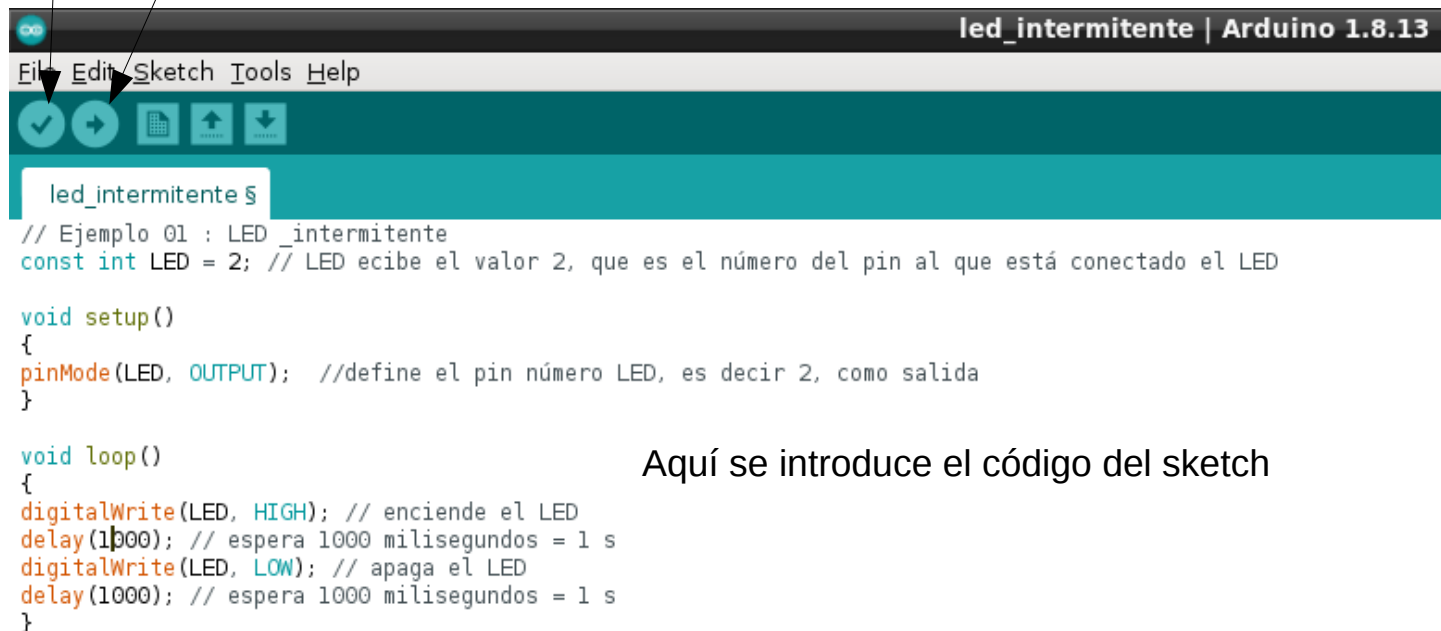 led_intermitente | Arduino 1.8.13
File Edit Sketch Tools Help
led_intermitente §
// Ejemplo 01 : LED _intermitente
const int LED = 2; // LED ecibe el valor 2, que es el número del pin al que está conectado el LED
void setup()
{
pinMode(LED, OUTPUT);  //define el pin número LED, es decir 2, como salida
}
void loop()
Aquí se introduce el código del sketch
{
digitalWrite(LED, HIGH); // enciende el LED
delay(1000); // espera 1000 milisegundos = 1 s
digitalWrite(LED, LOW); // apaga el LED
delay(1000); // espera 1000 milisegundos = 1 s
}